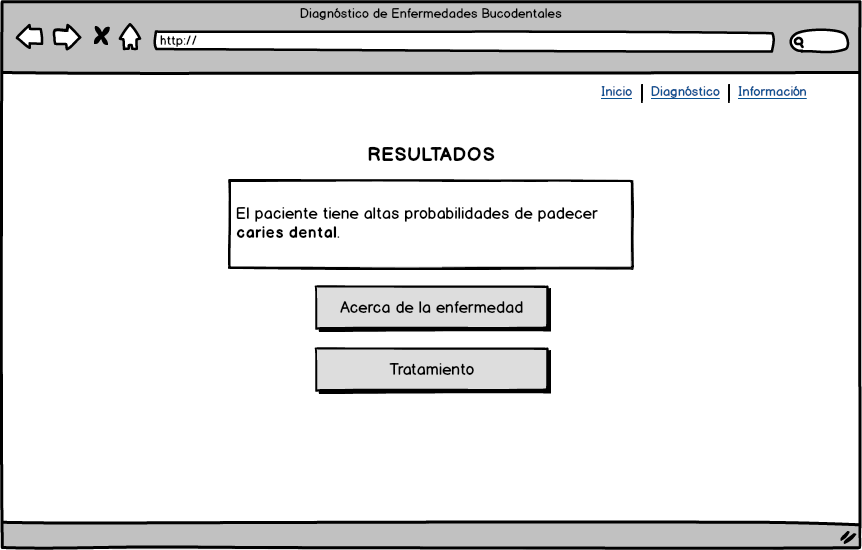 Diagnóstico de Enfermedades Bucodentales
http://
Inicio | Diagnóstico | Información
RESULTADOS
El paciente tiene altas probabilidades de padecer
caries dental.
Acerca de la enfermedad
Tratamiento